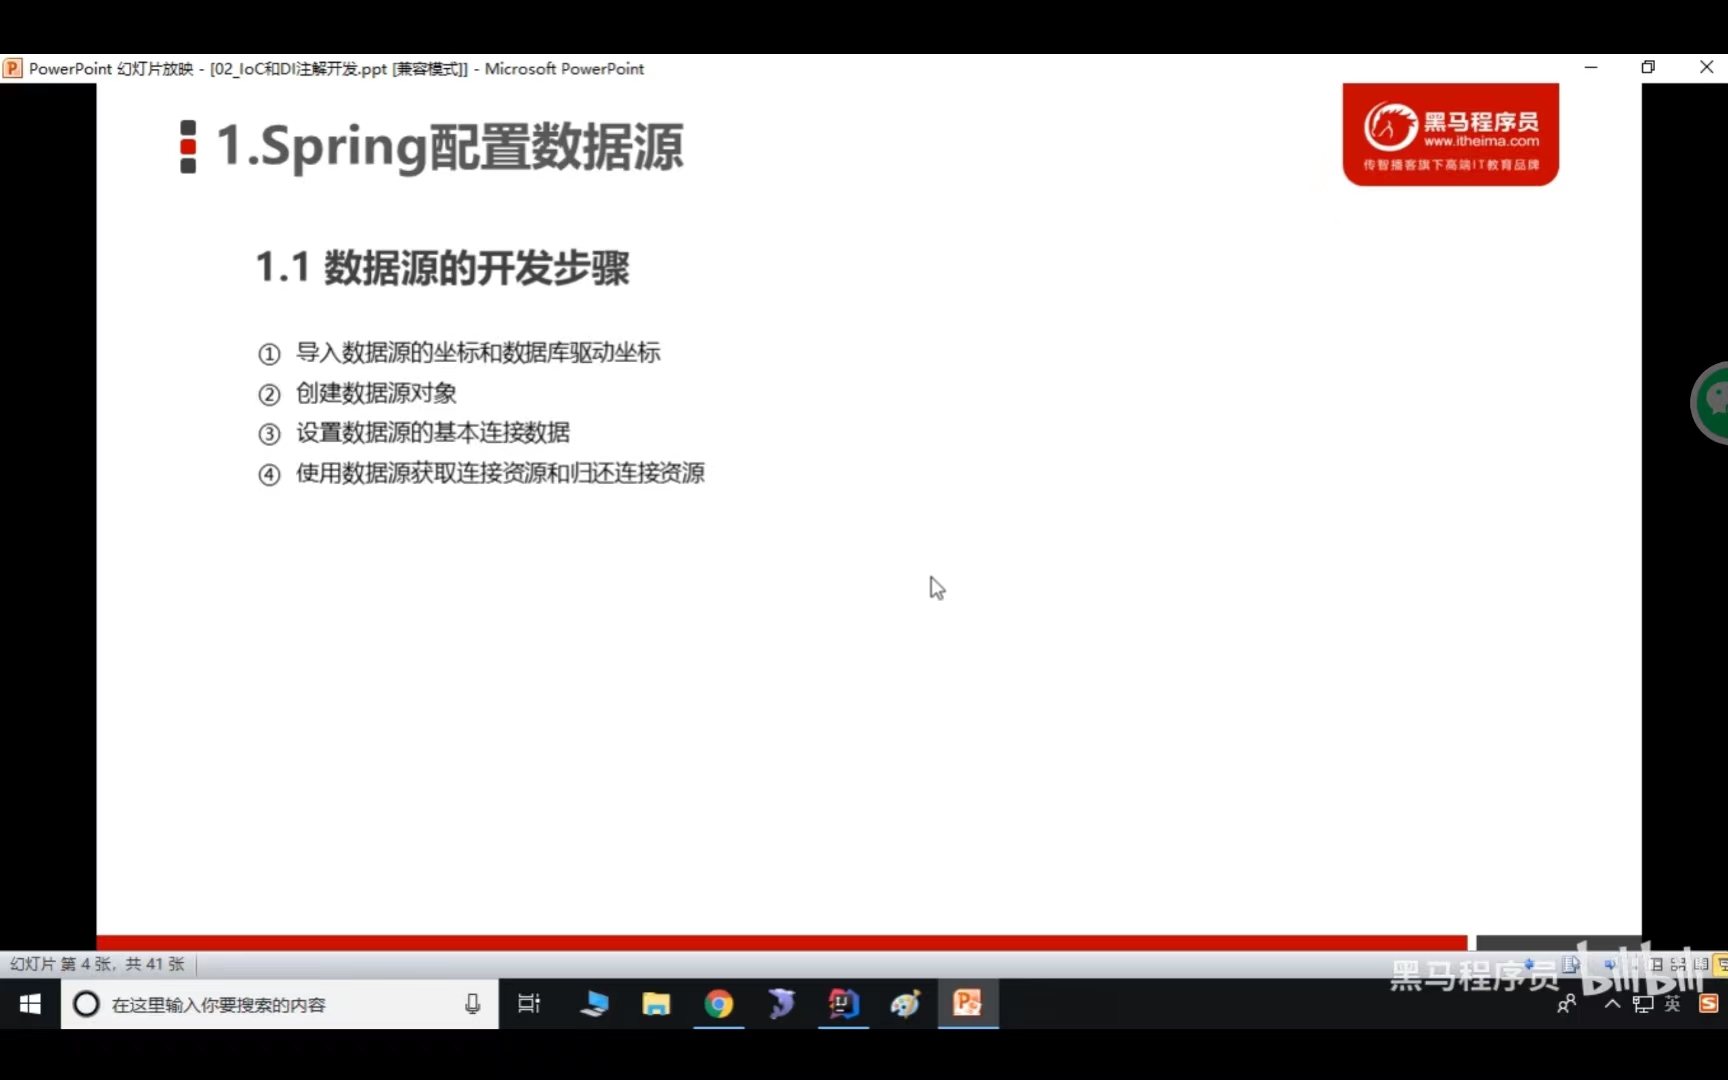 PowerPoint 幻灯片放映 - [02_IoC和DI注解开发.ppt [兼容模式]] - Microsoft PowerPoint
1.Spring配置数据源
黑马程序员
www.itheima.com
传智播客旗下高端IT教育品牌
1.1 数据源的开发步骤
① 导入数据源的坐标和数据库驱动坐标
② 创建数据源对象
③ 设置数据源的基本连接数据
④ 使用数据源获取连接资源和归还连接资源
幻灯片 第 4 张，共 41 张
黑马程序员 bilibili
在这里输入你要搜索的内容
英